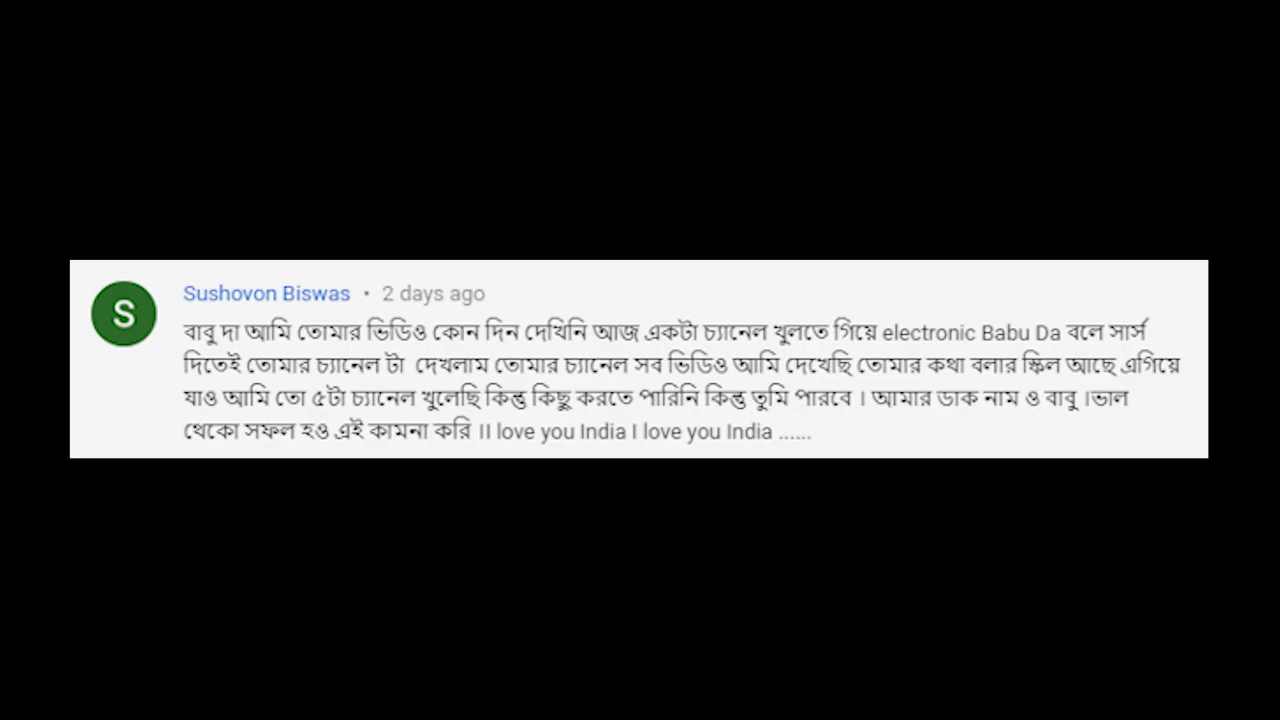 S
Sushovon Biswas • 2 days ago
বাবু দা আমি তোমার ভিডিও কোন দিন দেখিনি আজ একটা চ্যানেল খুলতে গিয়ে electronic Babu Da বলে সার্স
দিতেই তোমার চ্যানেল টা দেখলাম তোমার চ্যানেল সব ভিডিও আমি দেখেছি তোমার কথা বলার স্কিল আছে এগিয়ে
যাও আমি তো ৫টা চ্যানেল খুলেছি কিন্তু কিছু করতে পারিনি কিন্তু তুমি পারবে । আমার ডাক নাম ও বাবু ।ভাল
থেকো সফল হও এই কামনা করি ।I love you India I love you India ......